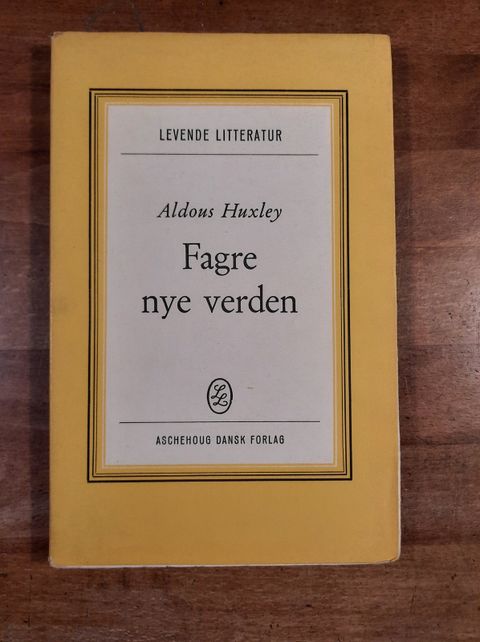 LEVENDE LITTERATUR
Aldous Huxley
Fagre
nye verden
LL
ASCHEHOUG DANSK FORLAG